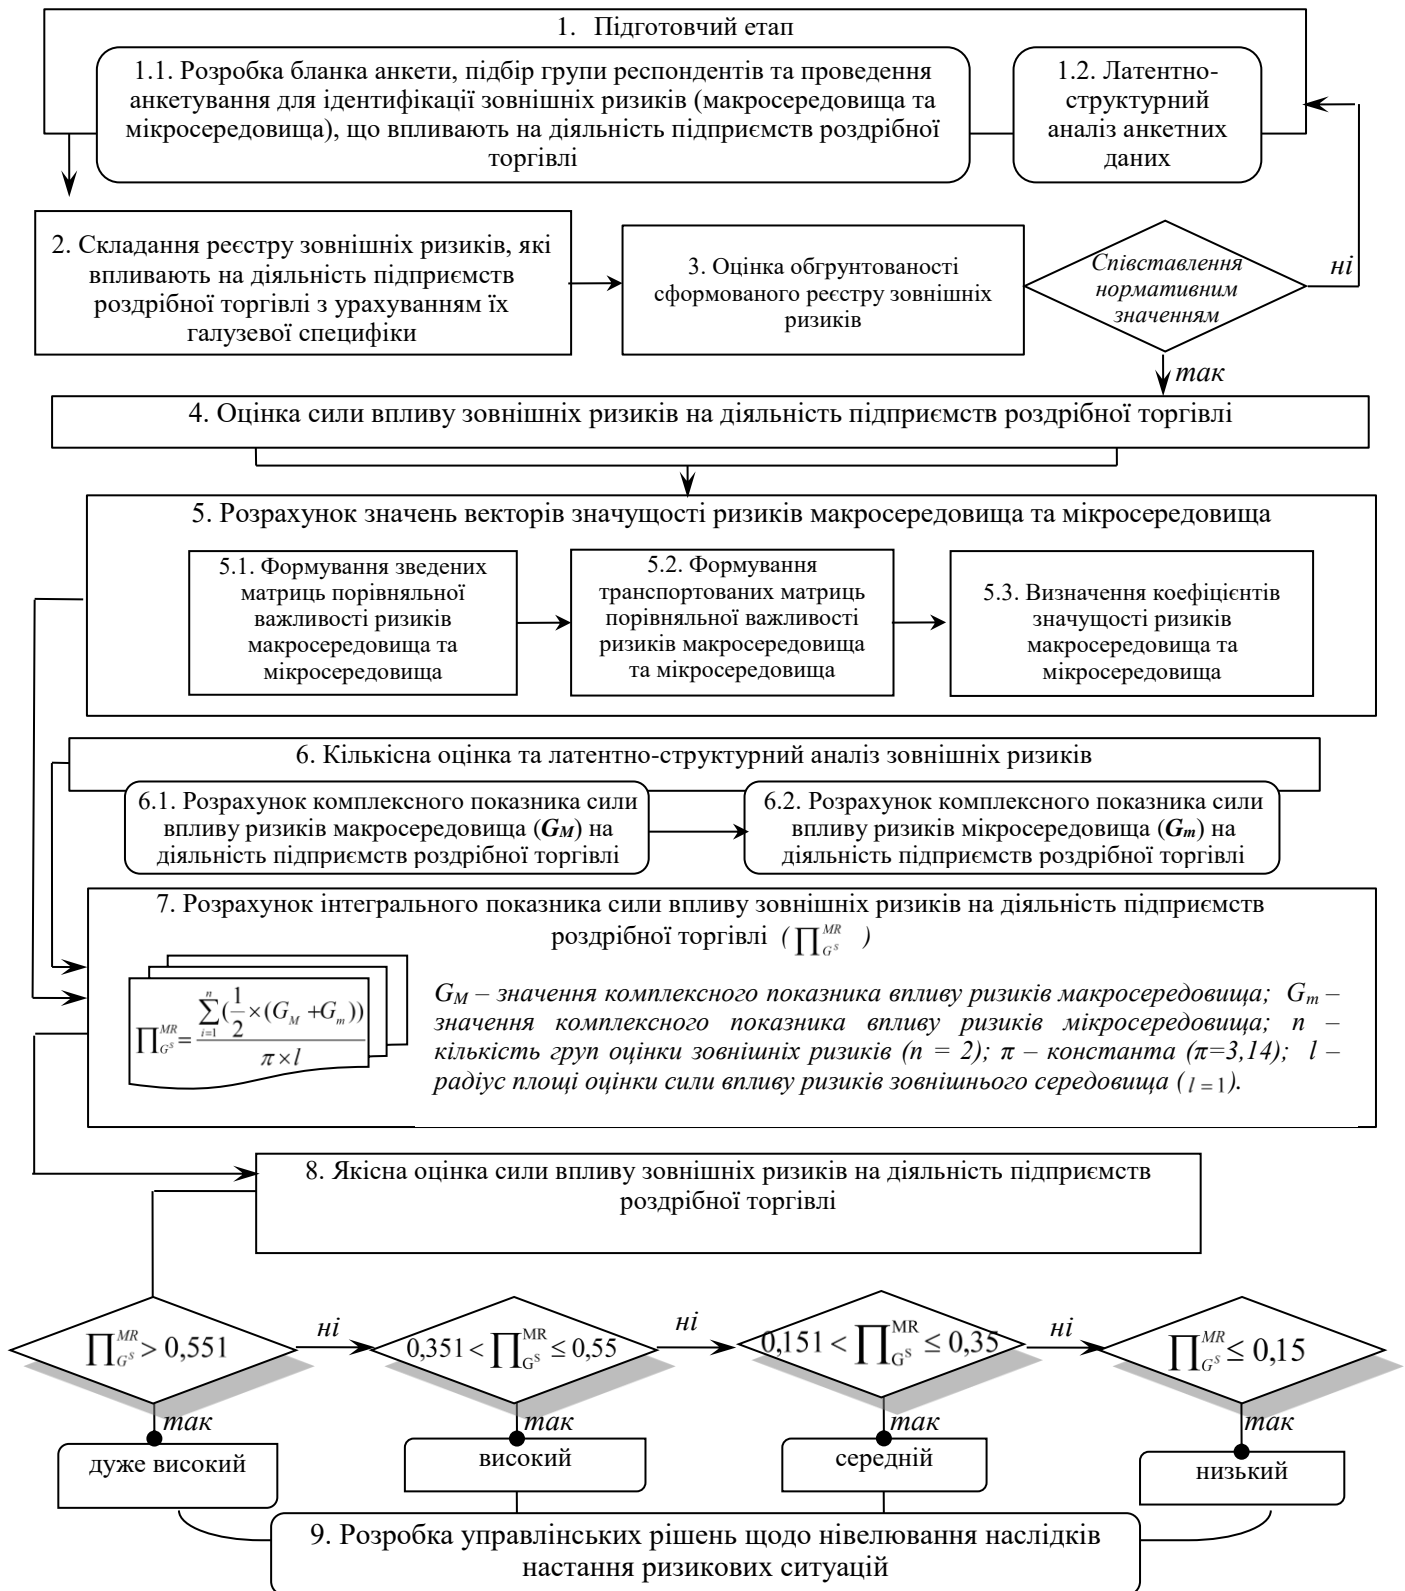 1. Підготовчий етап
1.1. Розробка бланка анкети, підбір групи респондентів та проведення
анкетування для ідентифікації зовнішніх ризиків (макросередовища та
мікросередовища), що впливають на діяльність підприємств роздрібної
торгівлі
1.2. Латентно-
структурний
аналіз анкетних
даних
2. Складання реєстру зовнішніх ризиків, які
впливають на діяльність підприємств
роздрібної торгівлі з урахуванням їх
галузевої специфіки
3. Оцінка обгрунтованості
сформованого реєстру зовнішніх
ризиків
Співставлення
нормативним
значенням
ні
так
4. Оцінка сили впливу зовнішніх ризиків на діяльність підприємств роздрібної торгівлі
5. Розрахунок значень векторів значущості ризиків макросередовища та мікросередовища
5.1. Формування зведених
матриць порівняльної
важливості ризиків
макросередовища та
мікросередовища
5.2. Формування
транспортованих матриць
порівняльної важливості
ризиків макросередовища
та мікросередовища
5.3. Визначення коефіцієнтів
значущості ризиків
макросередовища та
мікросередовища
6. Кількісна оцінка та латентно-структурний аналіз зовнішніх ризиків
6.1. Розрахунок комплексного показника сили
впливу ризиків макросередовища (G_M) на
діяльність підприємств роздрібної торгівлі
6.2. Розрахунок комплексного показника сили
впливу ризиків мікросередовища (G_m) на
діяльність підприємств роздрібної торгівлі
7. Розрахунок інтегрального показника сили впливу зовнішніх ризиків на діяльність підприємств
роздрібної торгівлі (∏_{G^S}^{MR} )
∏_{G^S}^{MR} = \frac{\sum_{i=1}^{n}(\frac{1}{2}×(G_M+G_m))}{π×l}
G_M – значення комплексного показника впливу ризиків макросередовища; G_m –
значення комплексного показника впливу ризиків мікросередовища; n –
кількість груп оцінки зовнішніх ризиків (n = 2); π – константа (π=3,14); l –
радіус площі оцінки сили впливу ризиків зовнішнього середовища ( l = 1).
8. Якісна оцінка сили впливу зовнішніх ризиків на діяльність підприємств
роздрібної торгівлі
∏_{G^S}^{MR} > 0,551
ні
0,351 < ∏_{G^S}^{MR} ≤ 0,55
ні
0,151 < ∏_{G^S}^{MR} ≤ 0,35
ні
∏_{G^S}^{MR} ≤ 0,15
так
так
так
так
дуже високий
високий
середній
низький
9. Розробка управлінських рішень щодо нівелювання наслідків
настання ризикових ситуацій